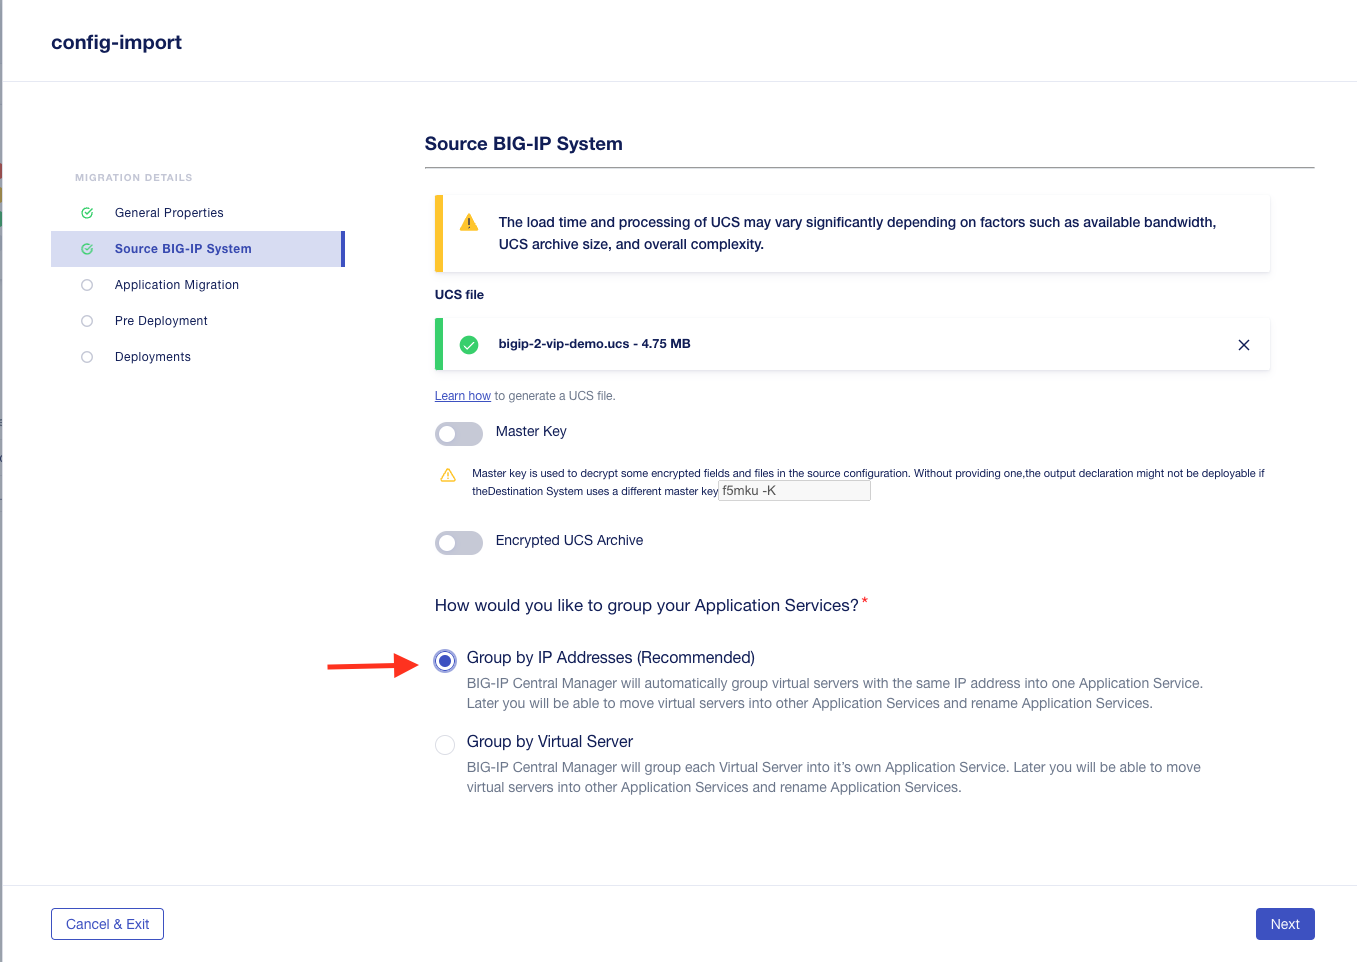 config-import
Source BIG-IP System
MIGRATION DETAILS
General Properties
Source BIG-IP System
Application Migration
Pre Deployment
Deployments
The load time and processing of UCS may vary significantly depending on factors such as available bandwidth,
UCS archive size, and overall complexity.
UCS file
bigip-2-vip-demo.ucs - 4.75 MB
Learn how to generate a UCS file.
Master Key
Master key is used to decrypt some encrypted fields and files in the source configuration. Without providing one,the output declaration might not be deployable if
theDestination System uses a different master key f5mku -K
Encrypted UCS Archive
How would you like to group your Application Services?*
Group by IP Addresses (Recommended)
BIG-IP Central Manager will automatically group virtual servers with the same IP address into one Application Service.
Later you will be able to move virtual servers into other Application Services and rename Application Services.
Group by Virtual Server
BIG-IP Central Manager will group each Virtual Server into it's own Application Service. Later you will be able to move
virtual servers into other Application Services and rename Application Services.
Cancel & Exit
Next